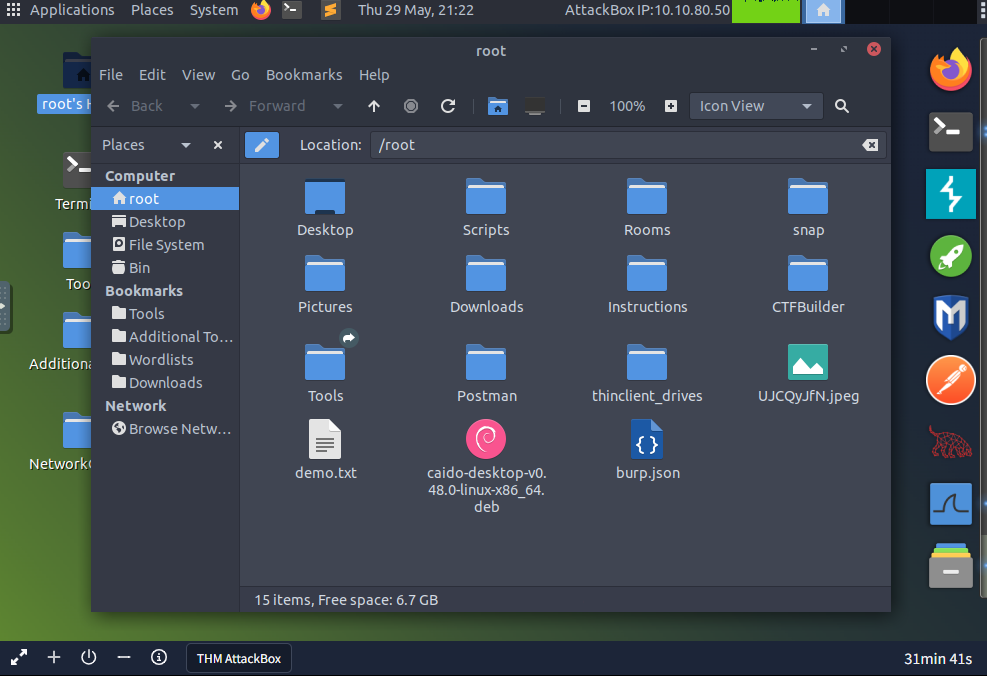 Applications Places System Thu 29 May, 21:22 AttackBox IP:10.10.80.50
root
File Edit View Go Bookmarks Help
Back Forward 100% Icon View
Places Location: /root
root's H
Termi
Too
Additional
Network
Computer
root
Desktop
File System
Bin
Bookmarks
Tools
Additional To...
Wordlists
Downloads
Network
Browse Netw...
Desktop Scripts Rooms snap
Pictures Downloads Instructions CTFBuilder
Tools Postman thinclient_drives UJCQyJfN.jpeg
demo.txt caido-desktop-v0. burp.json
48.0-linux-x86_64.
deb
15 items, Free space: 6.7 GB
THM AttackBox 31min 41s